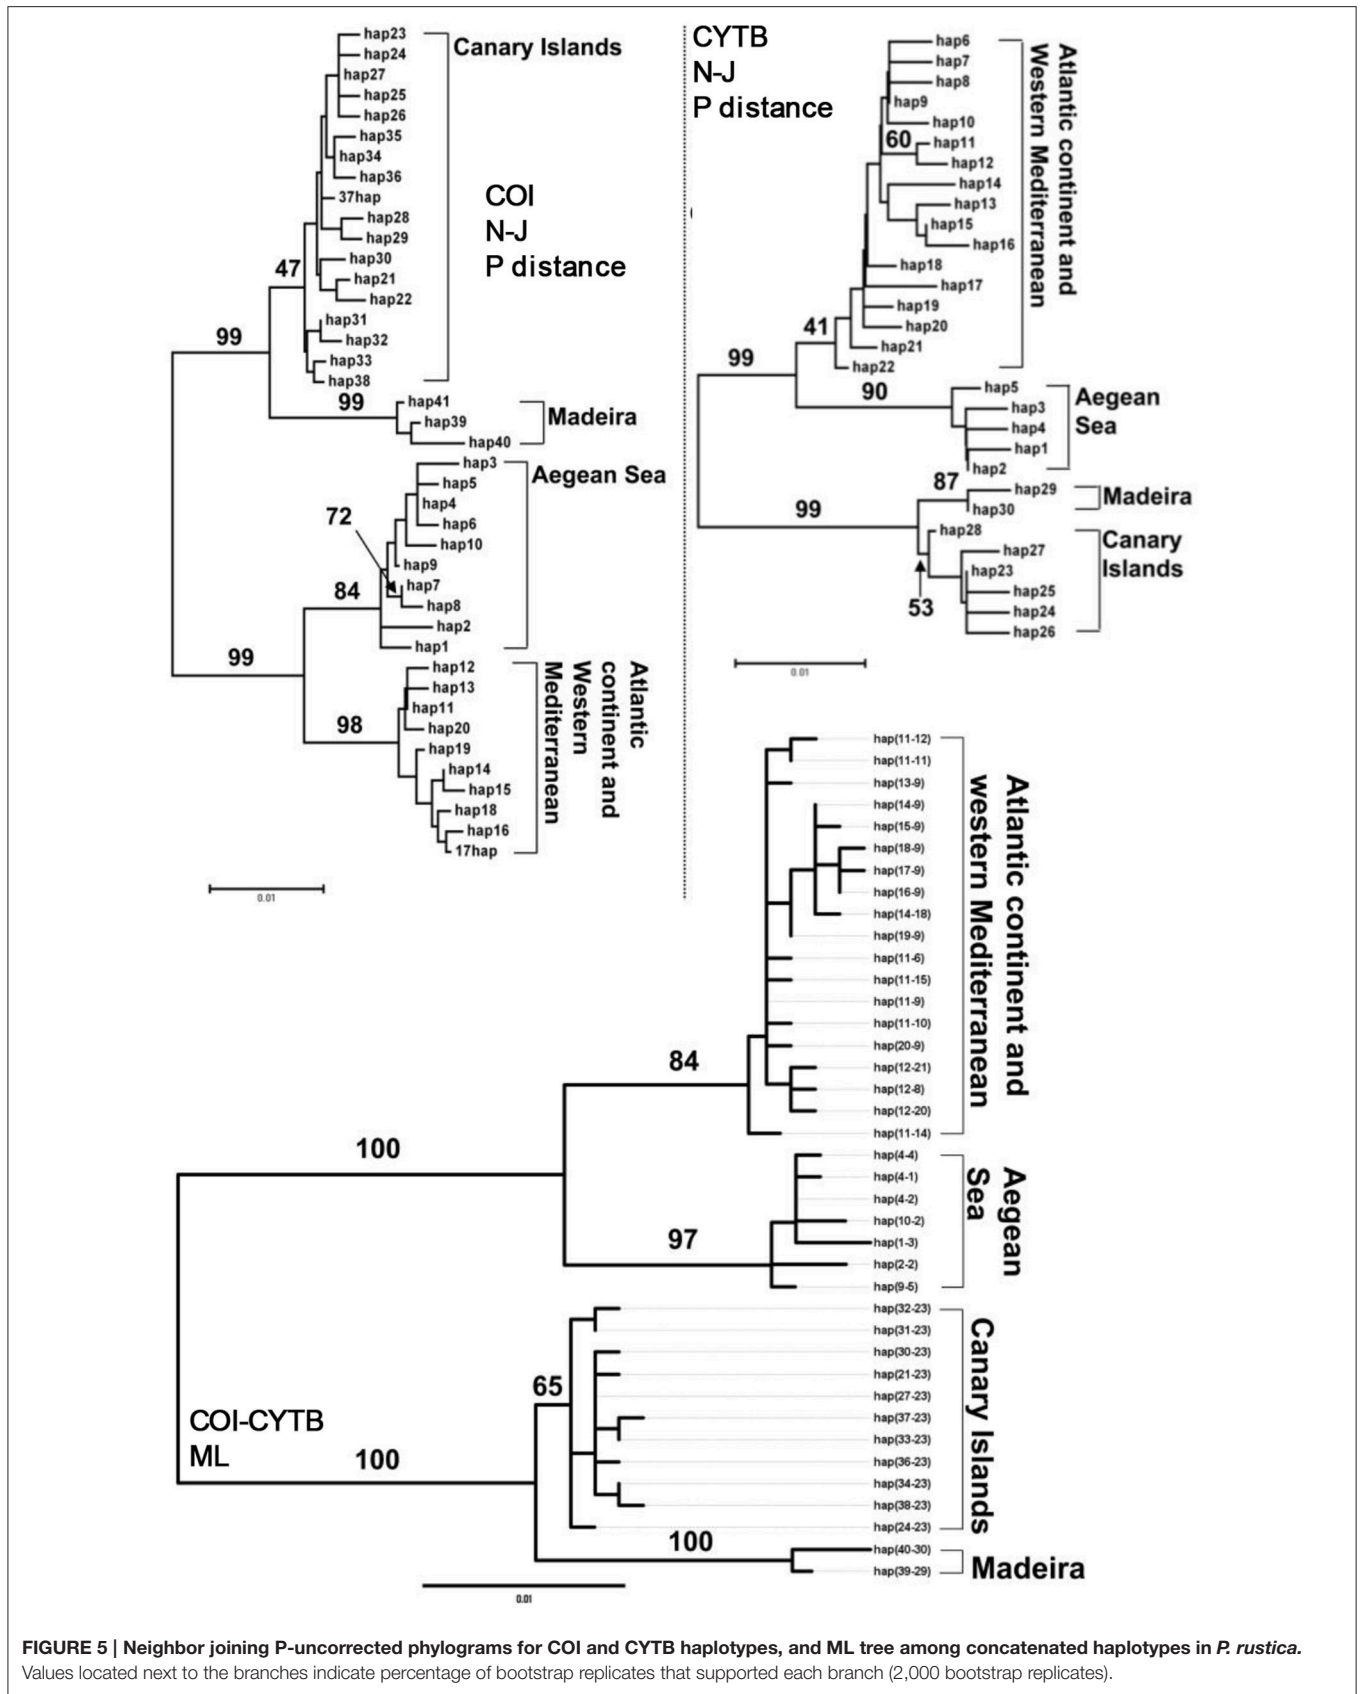 hap23
hap24
hap27
hap25
hap26
hap35
hap34
hap36
37hap
hap28
hap29
hap30
hap21
hap22
hap31
hap32
hap33
hap38
Canary Islands
COI
N-J
P distance
47
99
99
hap41
hap39
hap40
Madeira
hap3
hap5
hap4
hap6
hap10
hap9
hap7
hap8
hap2
hap1
Aegean Sea
72
84
99
98
hap12
hap13
hap11
hap20
hap19
hap14
hap15
hap18
hap16
17hap
Atlantic
continent and
Western
Mediterranean
0.01
CYTB
N-J
P distance
hap6
hap7
hap8
hap9
hap10
hap11
hap12
hap14
hap13
hap15
hap16
hap18
hap17
hap19
hap20
hap21
hap22
Atlantic continent and
Western Mediterranean
60
41
99
90
hap5
hap3
hap4
hap1
hap2
Aegean
Sea
87
99
hap29
hap30
Madeira
hap28
hap27
hap23
hap25
hap24
hap26
Canary
Islands
53
0.01
hap(11-12)
hap(11-11)
hap(13-9)
hap(14-9)
hap(15-9)
hap(18-9)
hap(17-9)
hap(16-9)
hap(14-18)
hap(19-9)
hap(11-6)
hap(11-15)
hap(11-9)
hap(11-10)
hap(20-9)
hap(12-21)
hap(12-8)
hap(12-20)
hap(11-14)
Atlantic continent and
western Mediterranean
84
100
hap(4-4)
hap(4-1)
hap(4-2)
hap(10-2)
hap(1-3)
hap(2-2)
hap(9-5)
Aegean
Sea
97
hap(32-23)
hap(31-23)
hap(30-23)
hap(21-23)
hap(27-23)
hap(37-23)
hap(33-23)
hap(36-23)
hap(34-23)
hap(38-23)
hap(24-23)
Canary Islands
65
COI-CYTB
ML
100
100
hap(40-30)
hap(39-29)
Madeira
0.01
FIGURE 5 | Neighbor joining P-uncorrected phylograms for COI and CYTB haplotypes, and ML tree among concatenated haplotypes in P. rustica.
Values located next to the branches indicate percentage of bootstrap replicates that supported each branch (2,000 bootstrap replicates).